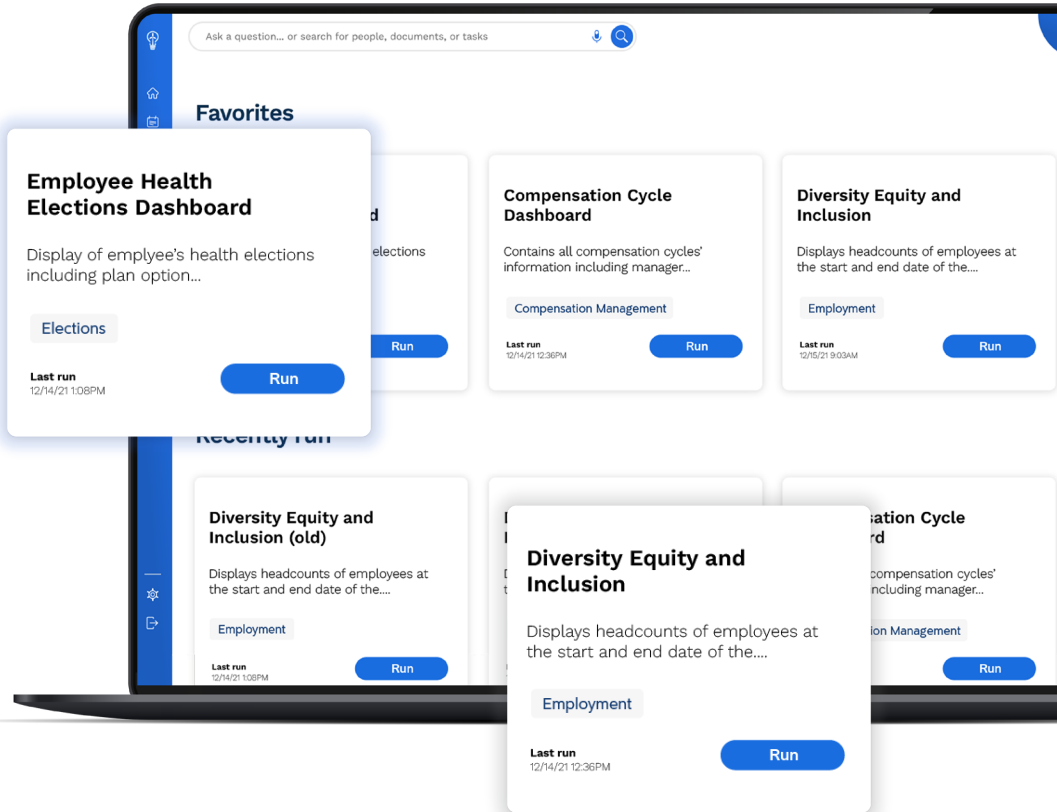 Ask a question... or search for people, documents, or tasks
Favorites
Employee Health
Elections Dashboard
Display of emplyee's health elections
including plan option...
Elections
Last run
12/14/21 1:08PM
Run
d
elections
Run
Compensation Cycle
Dashboard
Contains all compensation cycles'
information including manager...
Compensation Management
Last run
12/14/21 12:36PM
Run
Diversity Equity and
Inclusion
Displays headcounts of employees at
the start and end date of the....
Employment
Last run
12/15/21 9:03AM
Run
Recently run
Diversity Equity and
Inclusion (old)
Displays headcounts of employees at
the start and end date of the....
Employment
Last run
12/14/21 1:08PM
Run
Diversity Equity and
Inclusion
Displays headcounts of employees at
the start and end date of the....
Employment
Last run
12/14/21 12:36PM
Run
sation Cycle
rd
compensation cycles'
ncluding manager...
ion Management
Run